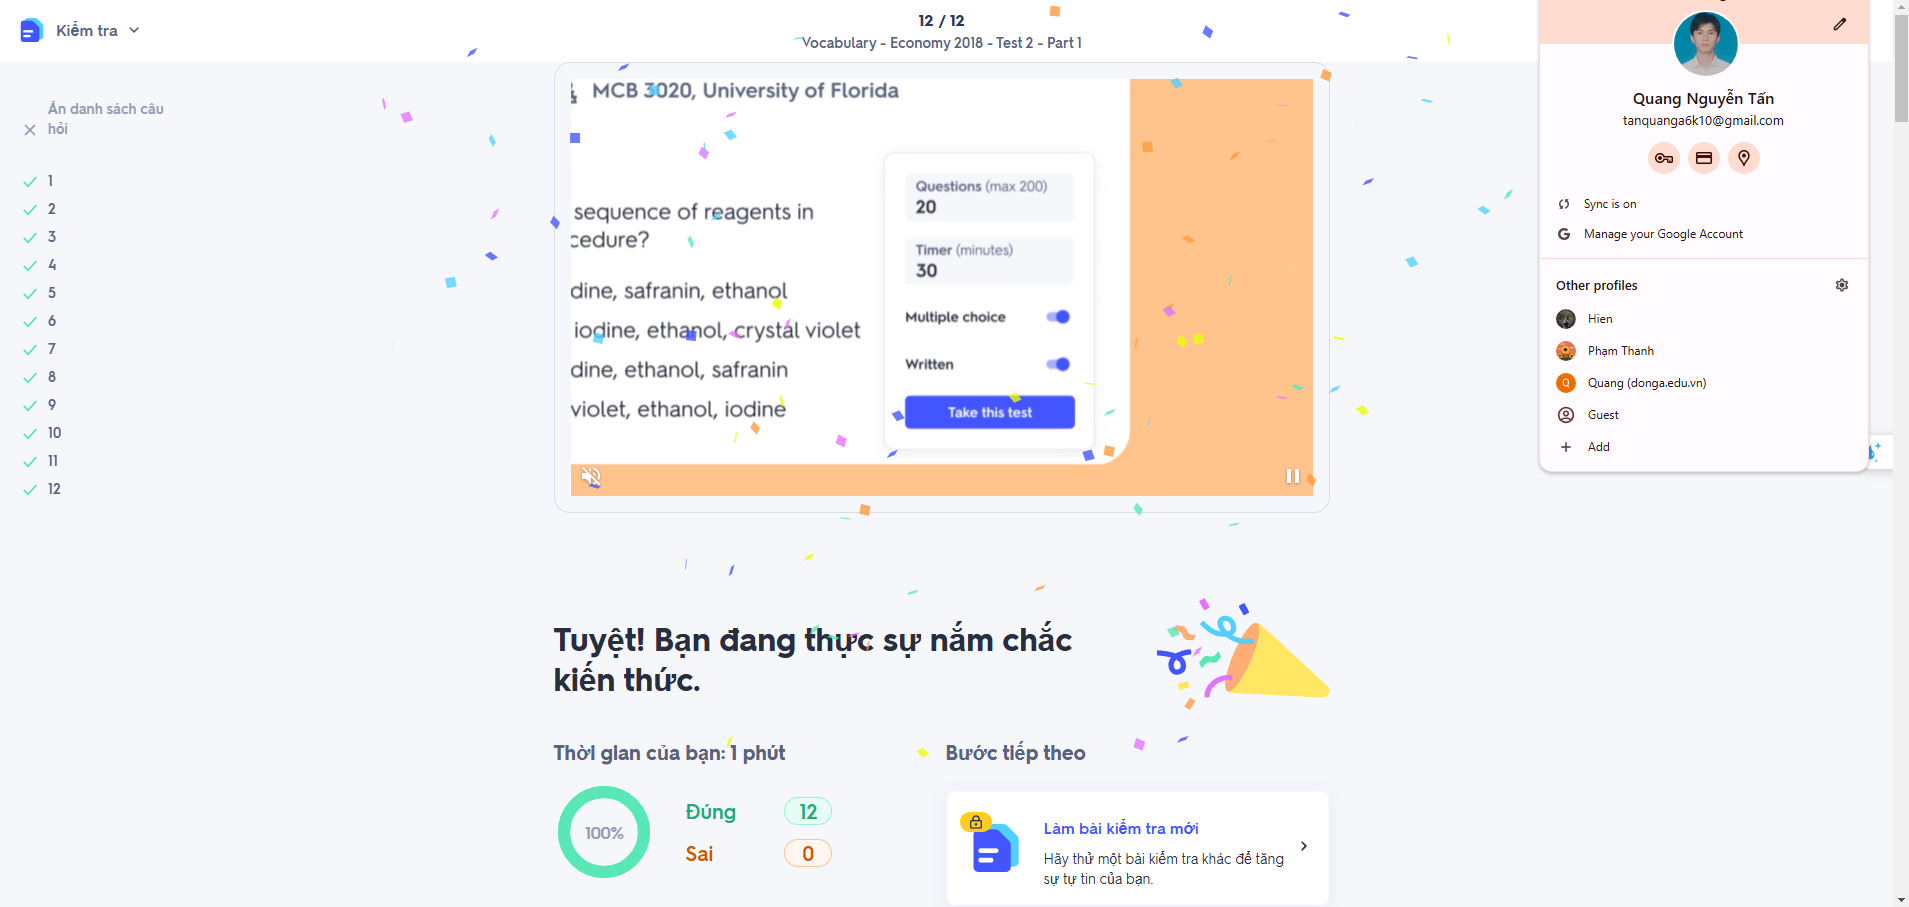 Kiểm tra
12 / 12
Vocabulary - Economy 2018 - Test 2 - Part 1
Ẩn danh sách câu
hỏi
1
2
3
4
5
6
7
8
9
10
11
12
MCB 3020, University of Florida
sequence of reagents in
cedure?
dine, safranin, ethanol
iodine, ethanol, crystal violet
dine, ethanol, safranin
violet, ethanol, iodine
Questions (max 200)
20
Timer (minutes)
30
Multiple choice
Written
Take this test
Quang Nguyễn Tấn
tanquanga6k10@gmail.com
Sync is on
Manage your Google Account
Other profiles
Hien
Phạm Thanh
Q Quang (donga.edu.vn)
Guest
Add
Tuyệt! Bạn đang thực sự nắm chắc
kiến thức.
Thời gian của bạn: 1 phút
100%
Đúng 12
Sai 0
Bước tiếp theo
Làm bài kiểm tra mới
Hãy thử một bài kiểm tra khác để tăng
sự tự tin của bạn.